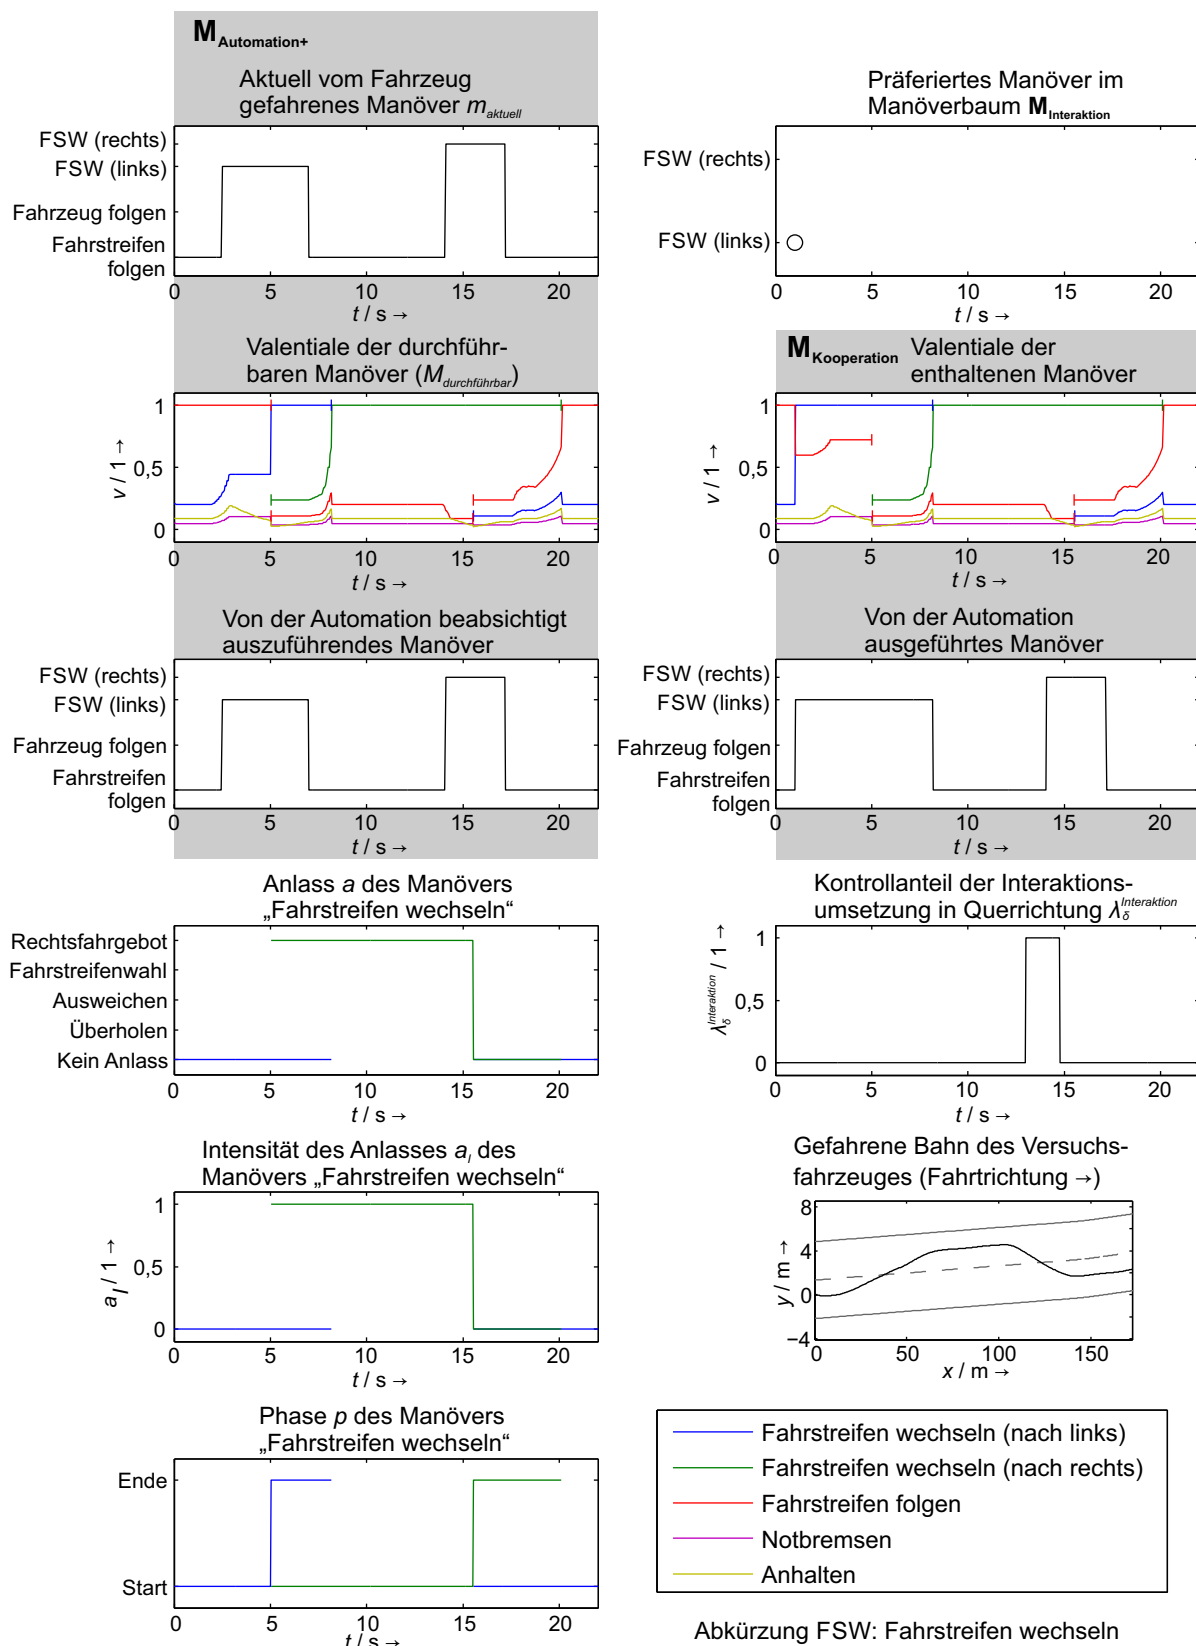 M Automation+
Aktuell vom Fahrzeug
gefahrenes Manöver m aktuell
FSW (rechts)
FSW (links)
Fahrzeug folgen
Fahrstreifen
folgen
0 5 10 15 20
t / s →
Präferiertes Manöver im
Manöverbaum M Interaktion
FSW (rechts)
FSW (links)
0 5 10 15 20
t / s →
Valentiale der durchführ-
baren Manöver (M durchführbar)
v / 1 →
1
0,5
0
0 5 10 15 20
t / s →
M Kooperation Valentiale der
enthaltenen Manöver
v / 1 →
1
0,5
0
0 5 10 15 20
t / s →
Von der Automation beabsichtigt
auszuführendes Manöver
FSW (rechts)
FSW (links)
Fahrzeug folgen
Fahrstreifen
folgen
0 5 10 15 20
t / s →
Von der Automation
ausgeführtes Manöver
FSW (rechts)
FSW (links)
Fahrzeug folgen
Fahrstreifen
folgen
0 5 10 15 20
t / s →
Anlass a des Manövers
„Fahrstreifen wechseln“
Rechtsfahrgebot
Fahrstreifenwahl
Ausweichen
Überholen
Kein Anlass
0 5 10 15 20
t / s →
Kontrollanteil der Interaktions-
umsetzung in Querrichtung λ δ Interaktion
λ δ Interaktion / 1 →
1
0,5
0
0 5 10 15 20
t / s →
Intensität des Anlasses a I des
Manövers „Fahrstreifen wechseln“
a I / 1 →
1
0,5
0
0 5 10 15 20
t / s →
Gefahrene Bahn des Versuchs-
fahrzeuges (Fahrtrichtung →)
y / m →
8
4
0
−4
0 50 100 150
x / m →
Phase p des Manövers
„Fahrstreifen wechseln“
Ende
Start
0 5 10 15 20
t / s →
Fahrstreifen wechseln (nach links)
Fahrstreifen wechseln (nach rechts)
Fahrstreifen folgen
Notbremsen
Anhalten
Abkürzung FSW: Fahrstreifen wechseln